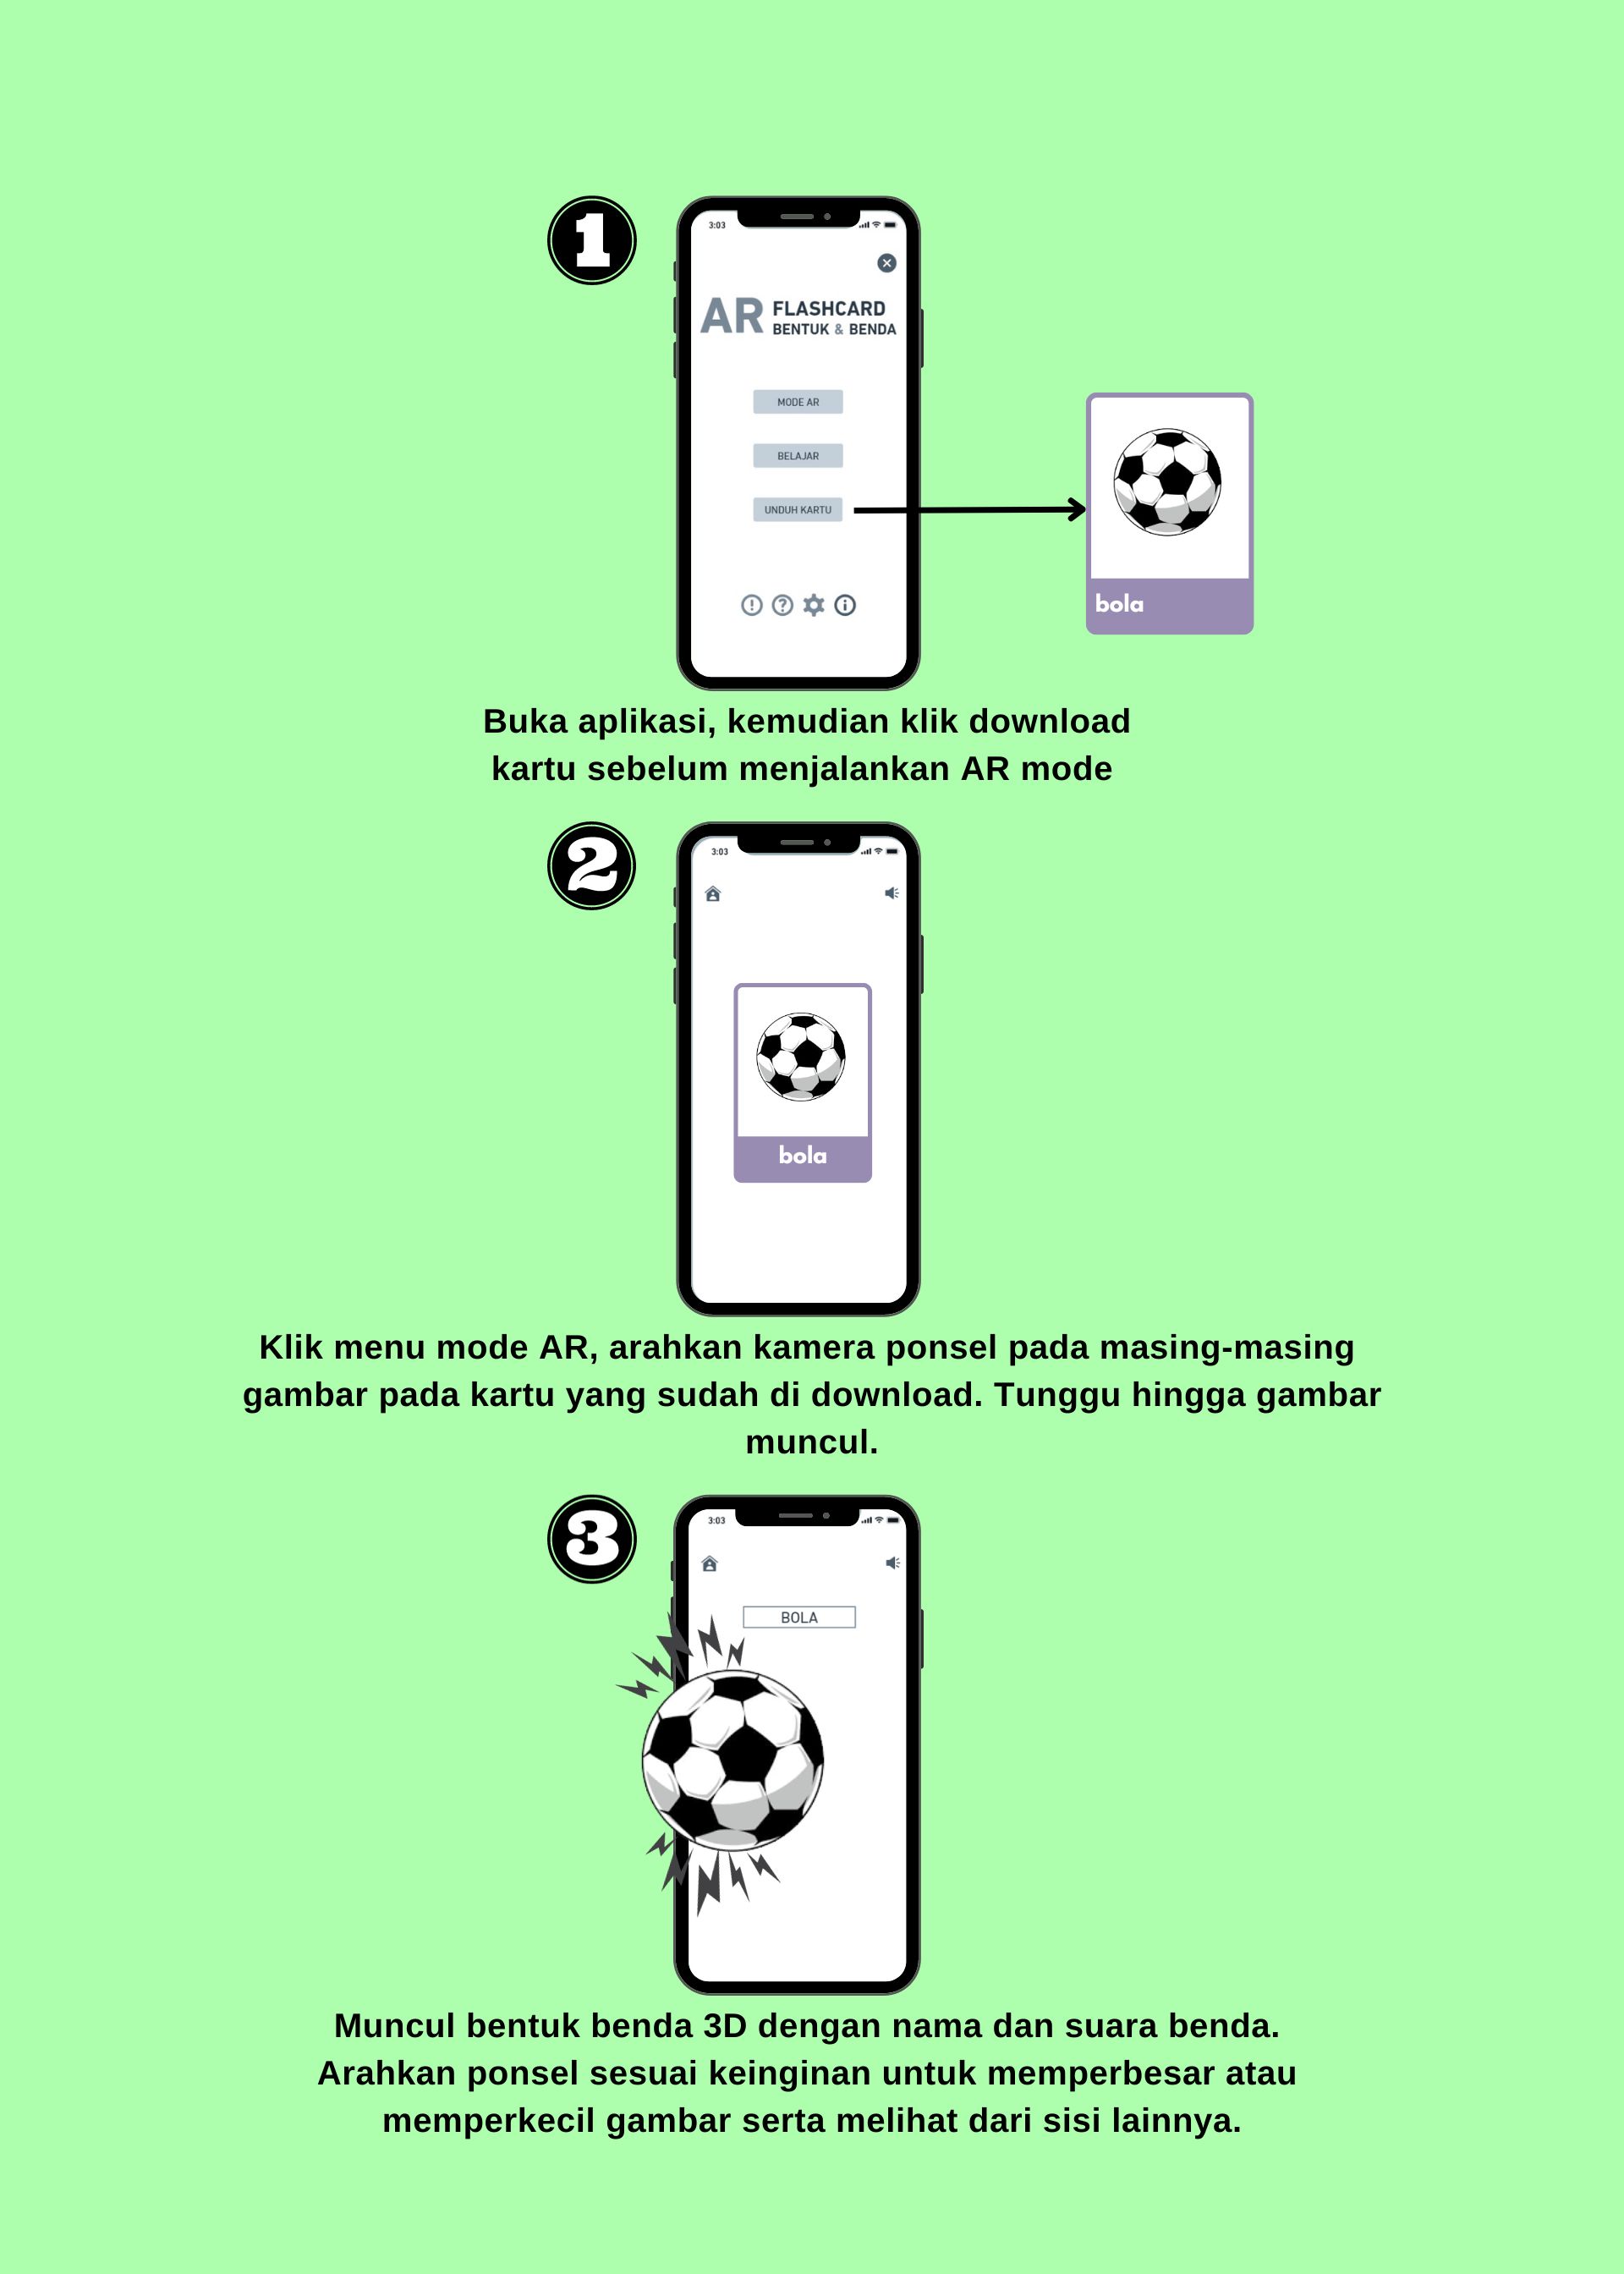 1
3:03
AR FLASHCARD
BENTUK & BENDA
MODE AR
BELAJAR
UNDUH KARTU
bola
Buka aplikasi, kemudian klik download
kartu sebelum menjalankan AR mode
2
3:03
bola
Klik menu mode AR, arahkan kamera ponsel pada masing-masing
gambar pada kartu yang sudah di download. Tunggu hingga gambar
muncul.
3
3:03
BOLA
Muncul bentuk benda 3D dengan nama dan suara benda.
Arahkan ponsel sesuai keinginan untuk memperbesar atau
memperkecil gambar serta melihat dari sisi lainnya.